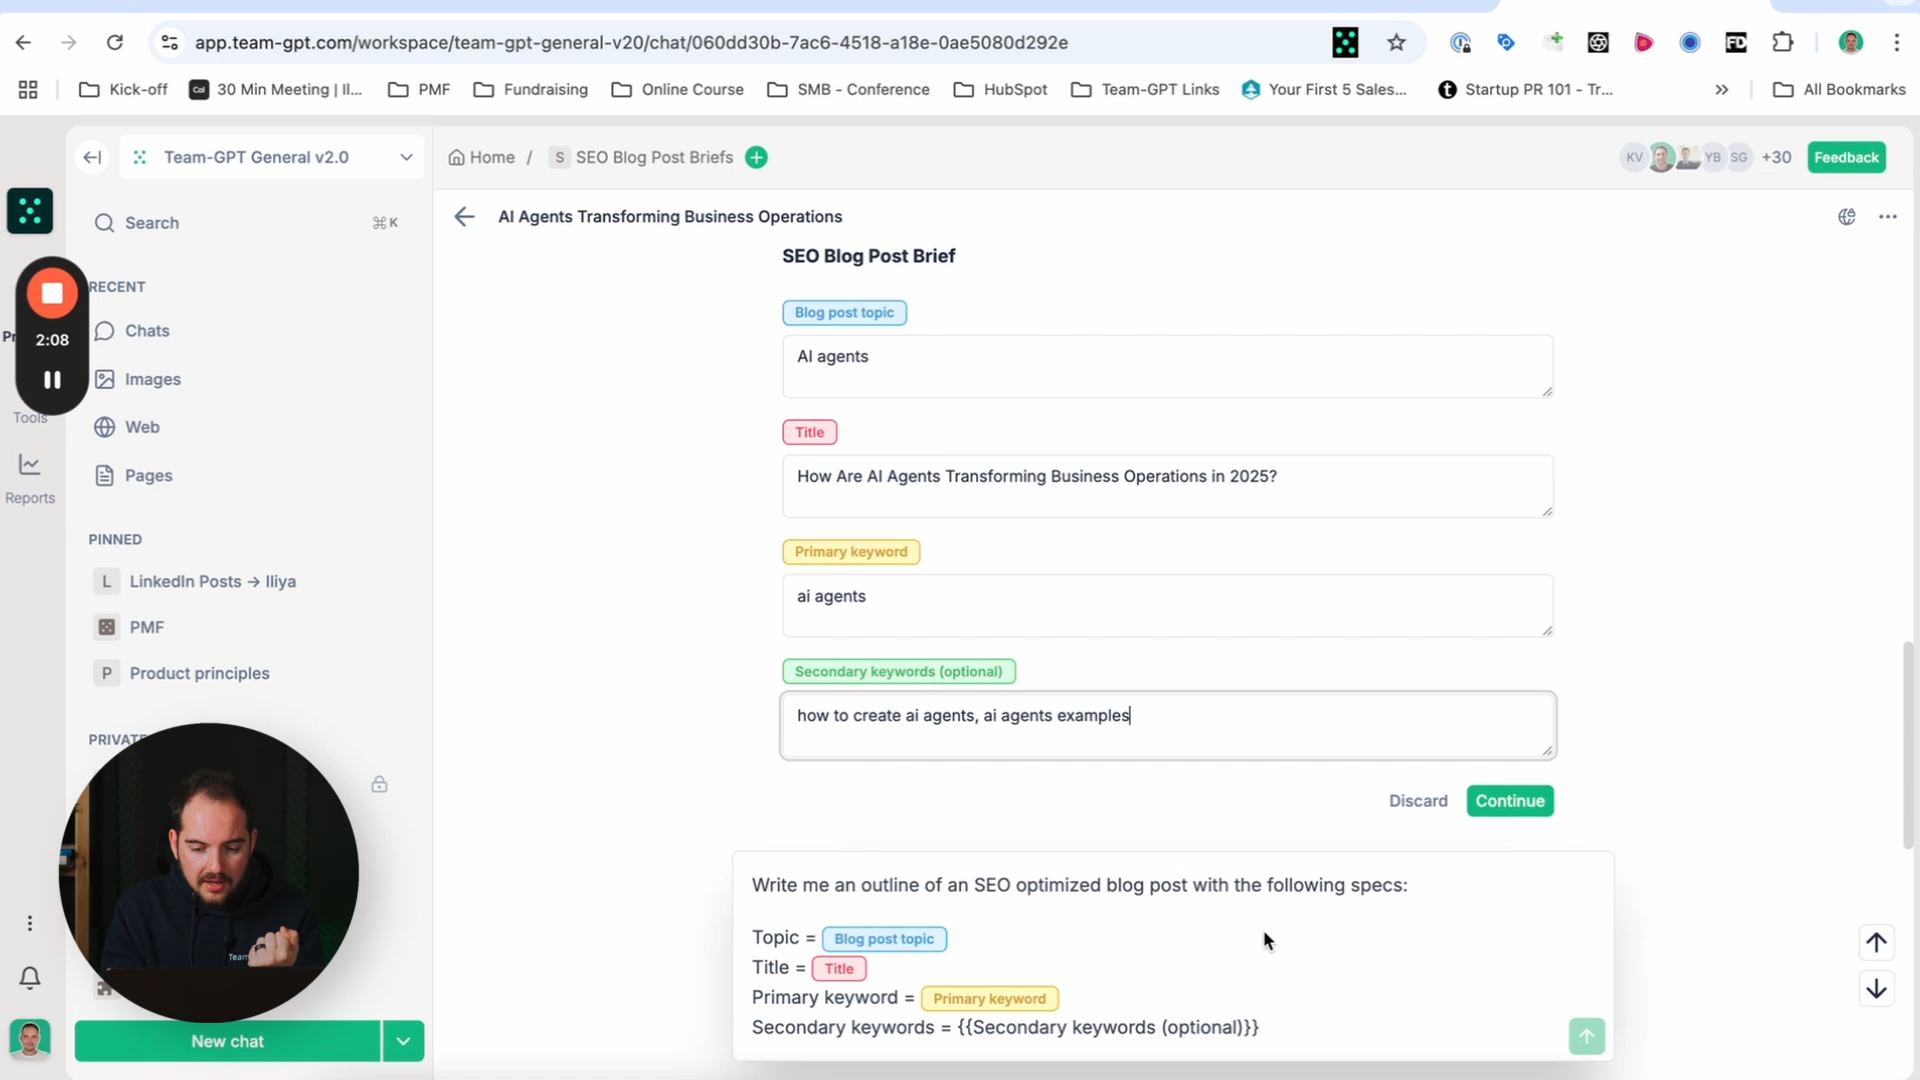 app.team-gpt.com/workspace/team-gpt-general-v20/chat/060dd30b-7ac6-4518-a18e-0ae5080d292e
FD
Kick-off
Cal 30 Min Meeting | Il...
PMF
Fundraising
Online Course
SMB - Conference
HubSpot
Team-GPT Links
Your First 5 Sales...
t Startup PR 101 - Tr...
»
All Bookmarks
Team-GPT General v2.0
Home / S SEO Blog Post Briefs
KV YB SG +30
Feedback
Search ⌘K
AI Agents Transforming Business Operations
RECENT
Chats
Images
Web
Pages
2:08
Tools
Reports
PINNED
L LinkedIn Posts → Iliya
PMF
P Product principles
PRIVAT
Team
New chat
SEO Blog Post Brief
Blog post topic
AI agents
Title
How Are AI Agents Transforming Business Operations in 2025?
Primary keyword
ai agents
Secondary keywords (optional)
how to create ai agents, ai agents examples
Discard
Continue
Write me an outline of an SEO optimized blog post with the following specs:
Topic = Blog post topic
Title = Title
Primary keyword = Primary keyword
Secondary keywords = {{Secondary keywords (optional)}}